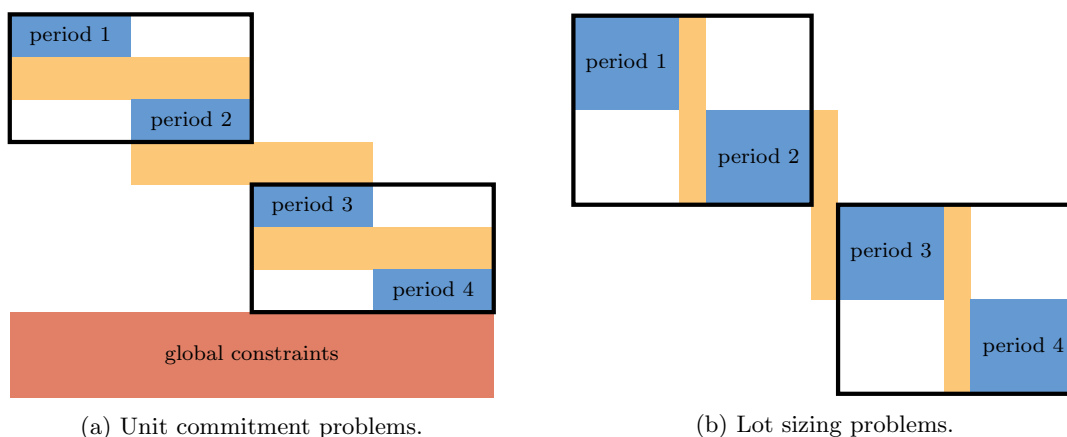 period 1
period 2
period 3
period 4
global constraints
(a) Unit commitment problems.
period 1
period 2
period 3
period 4
(b) Lot sizing problems.